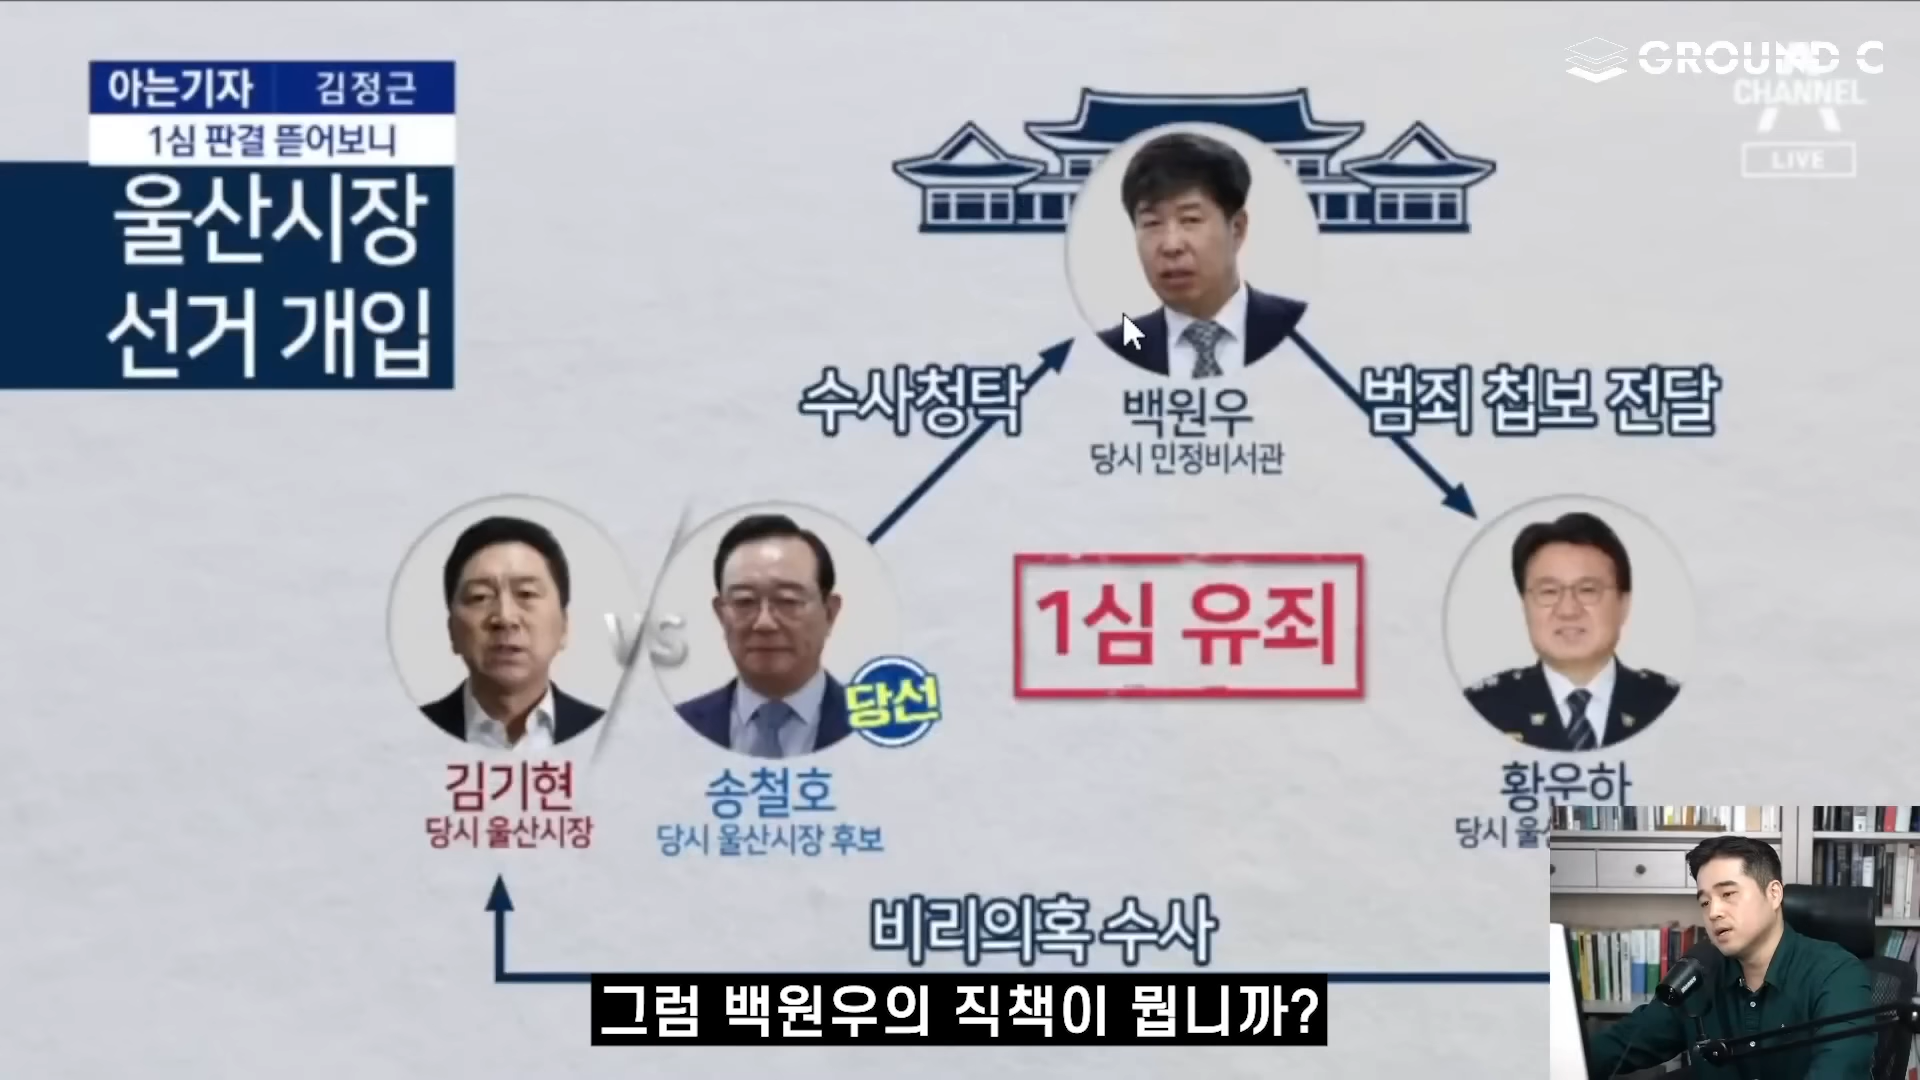 아는기자 김정근
1심 판결 뜯어보니
울산시장
선거 개입
GROUND C
CHANNEL
LIVE
수사청탁
범죄 첩보 전달
백원우
당시 민정비서관
VS
1심 유죄
당선
김기현
당시 울산시장
송철호
당시 울산시장 후보
황운하
당시
비리의혹 수사
그럼 백원우의 직책이 뭡니까?